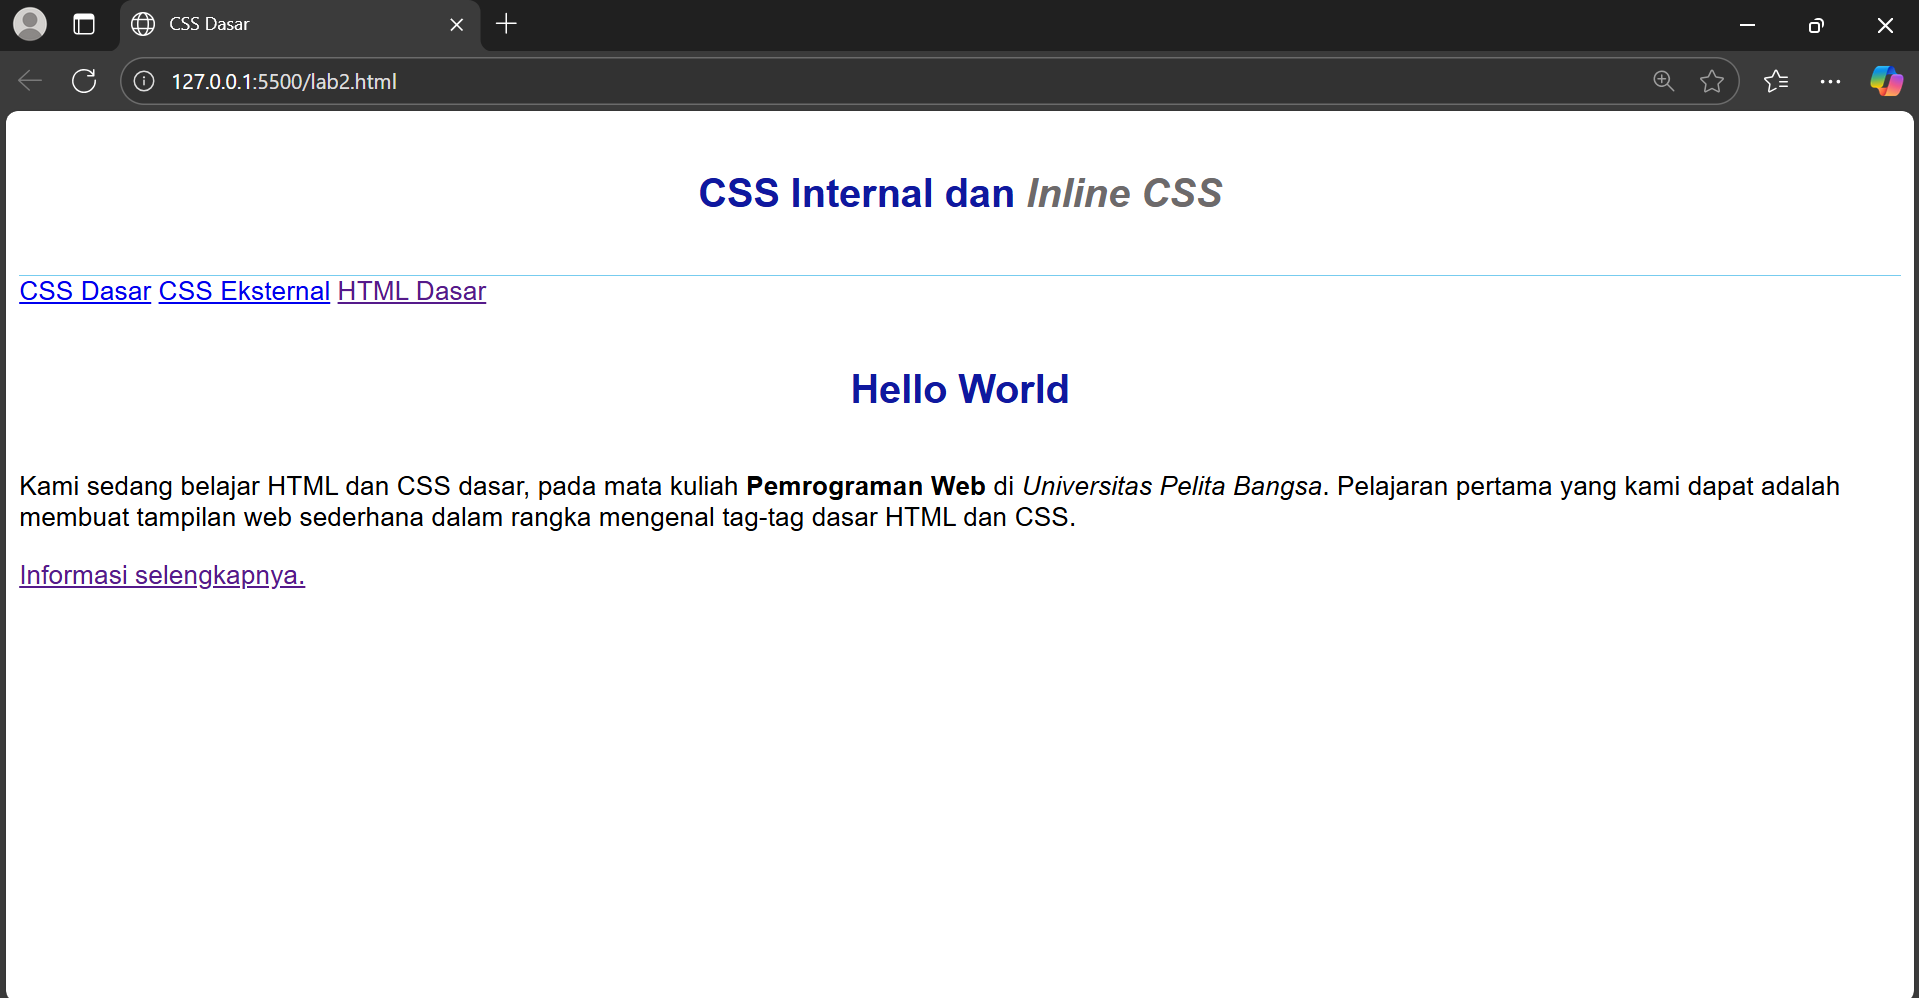 CSS Dasar
127.0.0.1:5500/lab2.html
CSS Internal dan Inline CSS
CSS Dasar CSS Eksternal HTML Dasar
Hello World
Kami sedang belajar HTML dan CSS dasar, pada mata kuliah Pemrograman Web di Universitas Pelita Bangsa. Pelajaran pertama yang kami dapat adalah
membuat tampilan web sederhana dalam rangka mengenal tag-tag dasar HTML dan CSS.
Informasi selengkapnya.